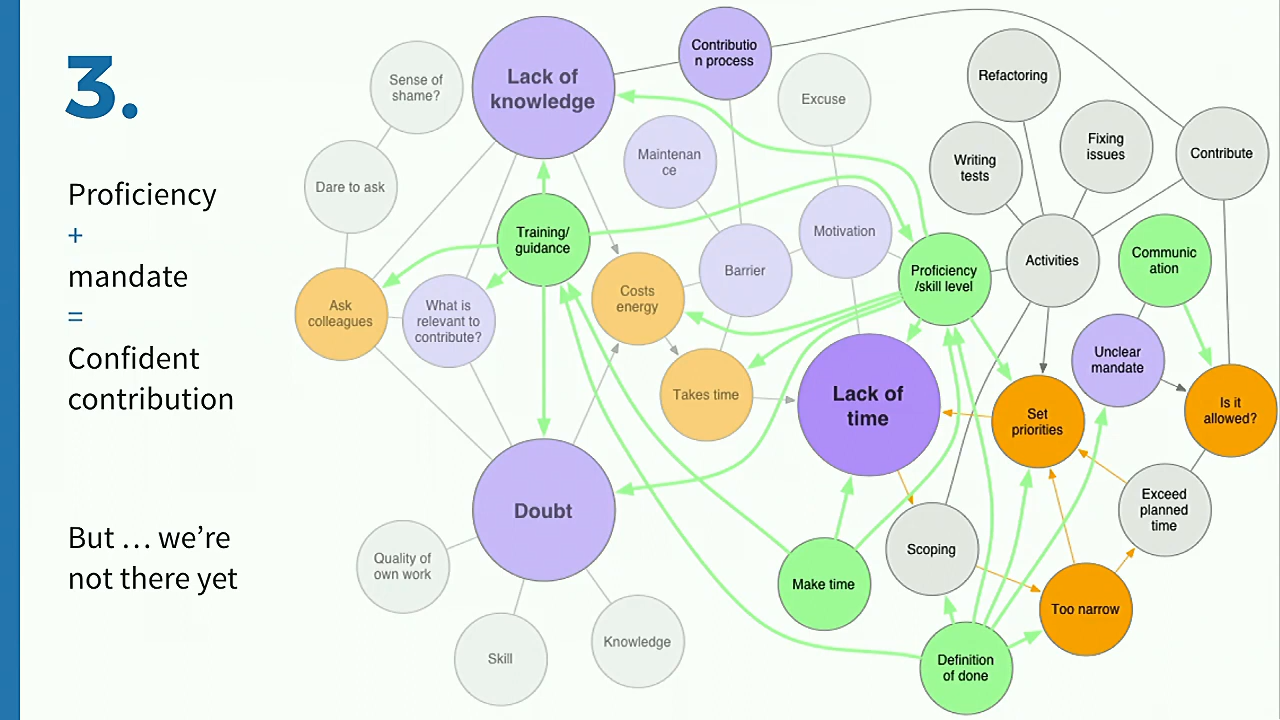 3.
Proficiency
+
mandate
=
Confident
contribution
But … we’re
not there yet
Sense of
shame?
Lack of
knowledge
Contributio
n process
Excuse
Refactoring
Fixing
issues
Contribute
Writing
tests
Maintenan
ce
Dare to ask
Training/
guidance
Motivation
Barrier
Proficiency
/skill level
Activities
Communic
ation
Ask
colleagues
What is
relevant to
contribute?
Costs
energy
Takes time
Lack of
time
Set
priorities
Unclear
mandate
Is it
allowed?
Doubt
Exceed
planned
time
Quality of
own work
Scoping
Make time
Too narrow
Skill
Knowledge
Definition
of done